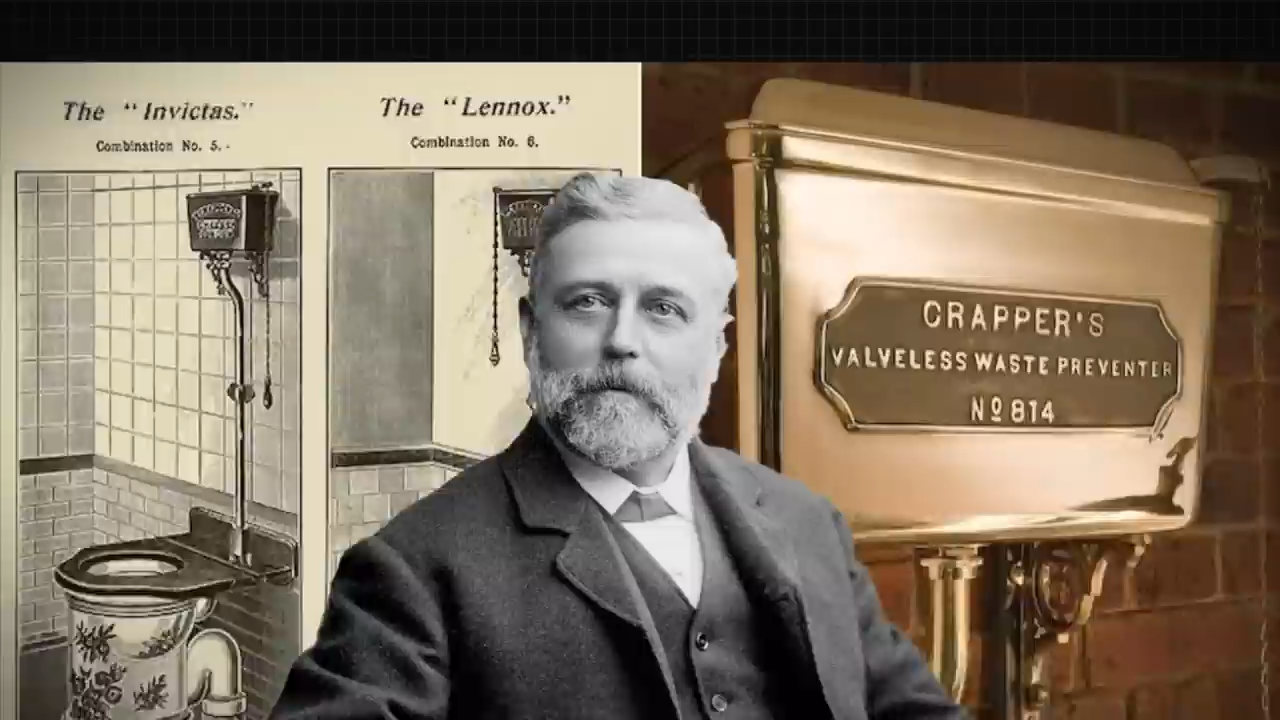 The "Invictas."
Combination No. 5.
The "Lennox."
Combination No. 6.
CRAPPER'S
VALVELESS WASTE PREVENTER
Nº 814